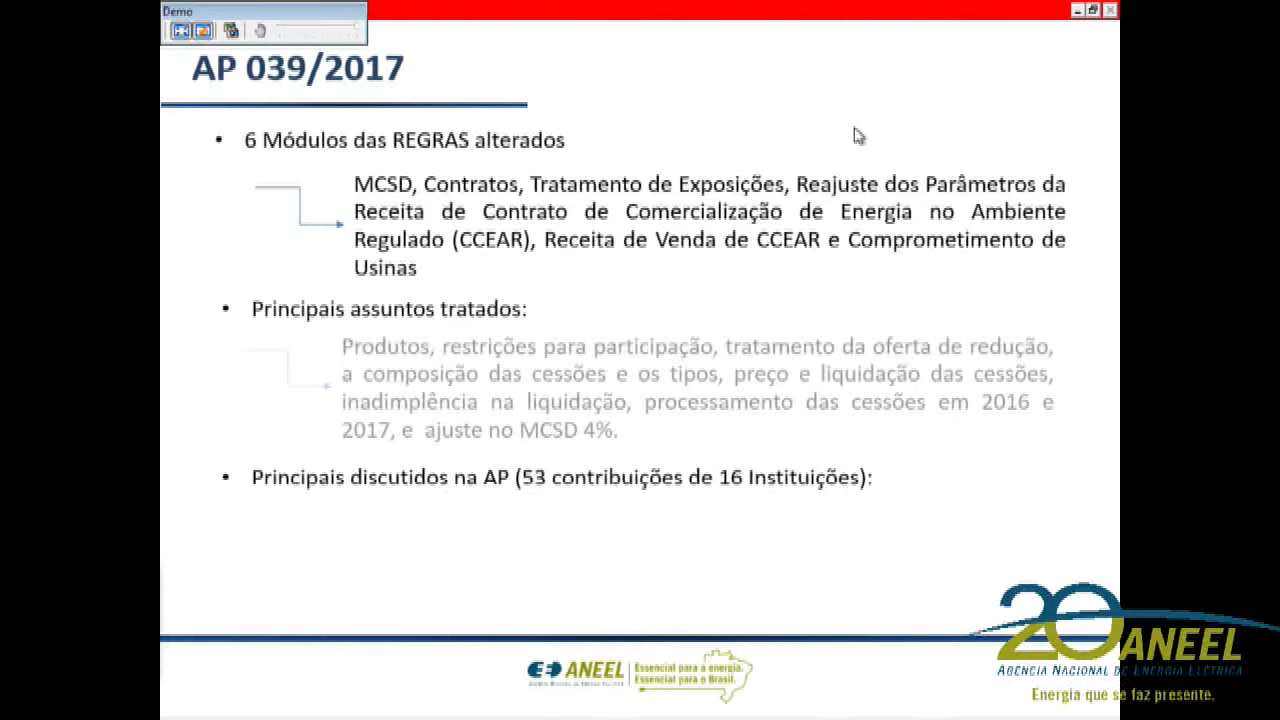 Demo
AP 039/2017
• 6 Módulos das REGRAS alterados
MCSD, Contratos, Tratamento de Exposições, Reajuste dos Parâmetros da
Receita de Contrato de Comercialização de Energia no Ambiente
Regulado (CCEAR), Receita de Venda de CCEAR e Comprometimento de
Usinas
• Principais assuntos tratados:
Produtos, restrições para participação, tratamento da oferta de redução,
a composição das cessões e os tipos, preço e liquidação das cessões,
inadimplência na liquidação, processamento das cessões em 2016 e
2017, e ajuste no MCSD 4%.
• Principais discutidos na AP (53 contribuições de 16 Instituições):
ANEEL
Essencial para a energia.
Essencial para o Brasil.
20 ANEEL
AGÊNCIA NACIONAL DE ENERGIA ELÉTRICA
Energia que se faz presente.